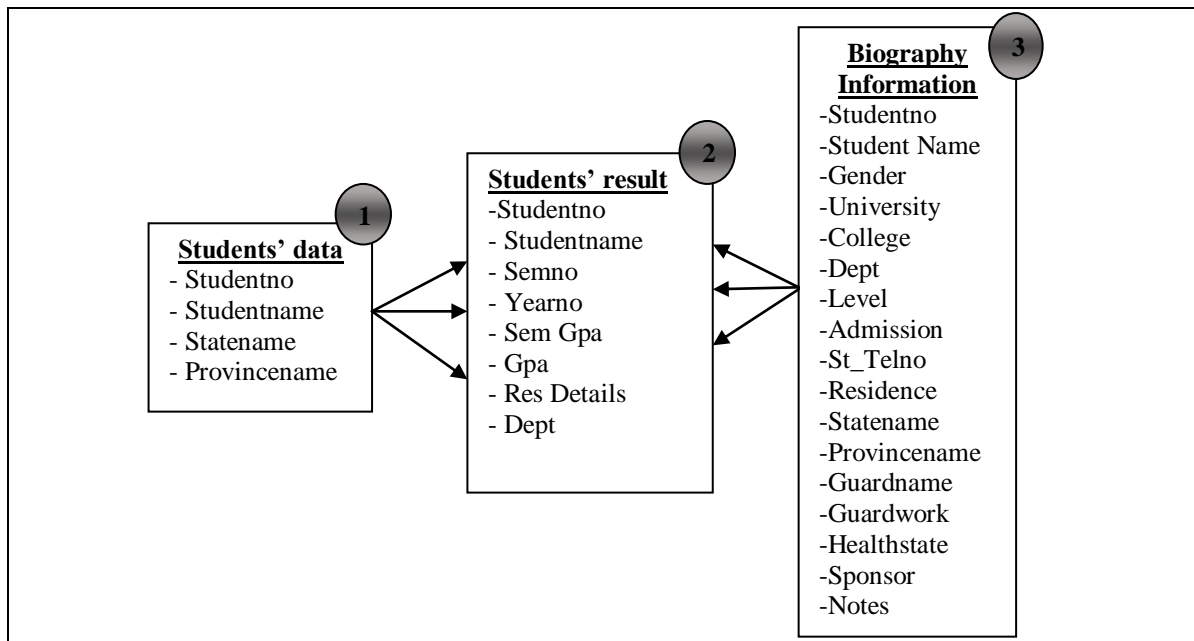 1
Students’ data
- Studentno
- Studentname
- Statename
- Provincename
2
Students’ result
-Studentno
- Studentname
- Semno
- Yearno
- Sem Gpa
- Gpa
- Res Details
- Dept
3
Biography
Information
-Studentno
-Student Name
-Gender
-University
-College
-Dept
-Level
-Admission
-St_Telno
-Residence
-Statename
-Provincename
-Guardname
-Guardwork
-Healthstate
-Sponsor
-Notes